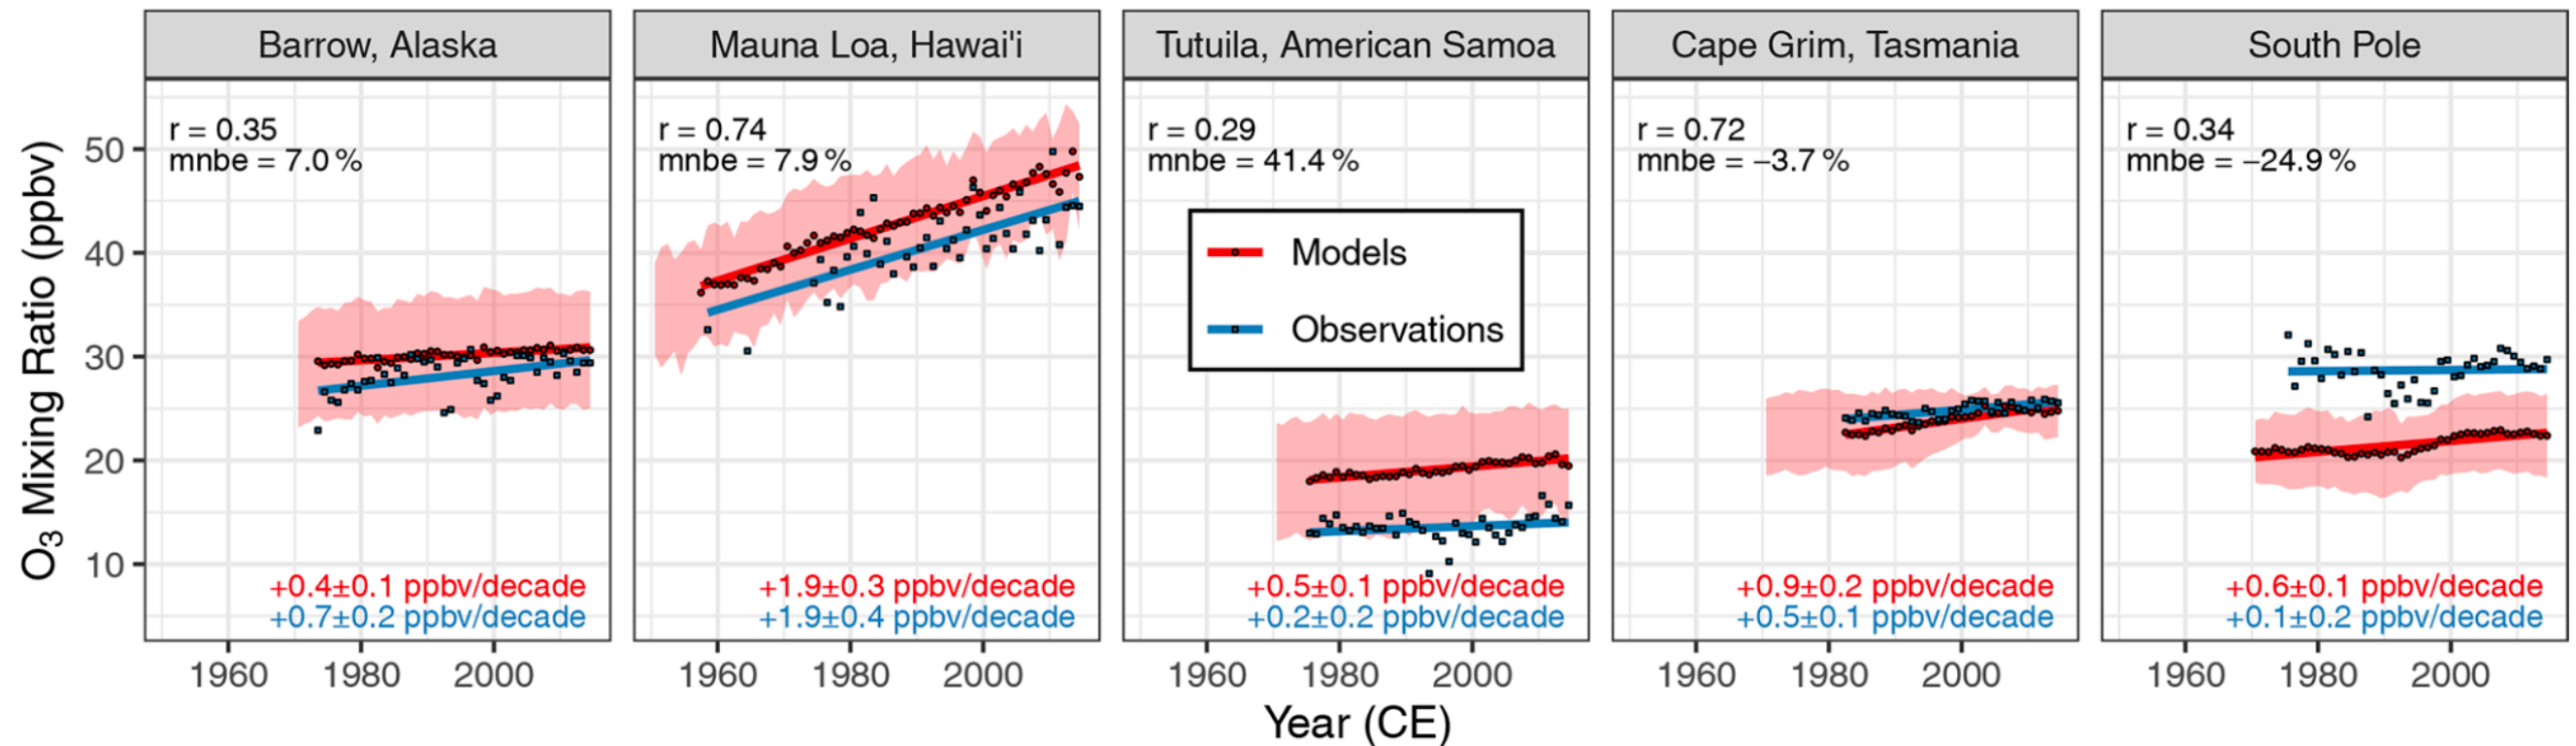 Barrow, Alaska
Mauna Loa, Hawai'i
Tutuila, American Samoa
Cape Grim, Tasmania
South Pole
O3 Mixing Ratio (ppbv)
50
40
30
20
10
r = 0.35
mnbe = 7.0 %
+0.4±0.1 ppbv/decade
+0.7±0.2 ppbv/decade
r = 0.74
mnbe = 7.9 %
+1.9±0.3 ppbv/decade
+1.9±0.4 ppbv/decade
r = 0.29
mnbe = 41.4 %
Models
Observations
+0.5±0.1 ppbv/decade
+0.2±0.2 ppbv/decade
r = 0.72
mnbe = −3.7 %
+0.9±0.2 ppbv/decade
+0.5±0.1 ppbv/decade
r = 0.34
mnbe = −24.9 %
+0.6±0.1 ppbv/decade
+0.1±0.2 ppbv/decade
1960 1980 2000
1960 1980 2000
1960 1980 2000
1960 1980 2000
1960 1980 2000
Year (CE)